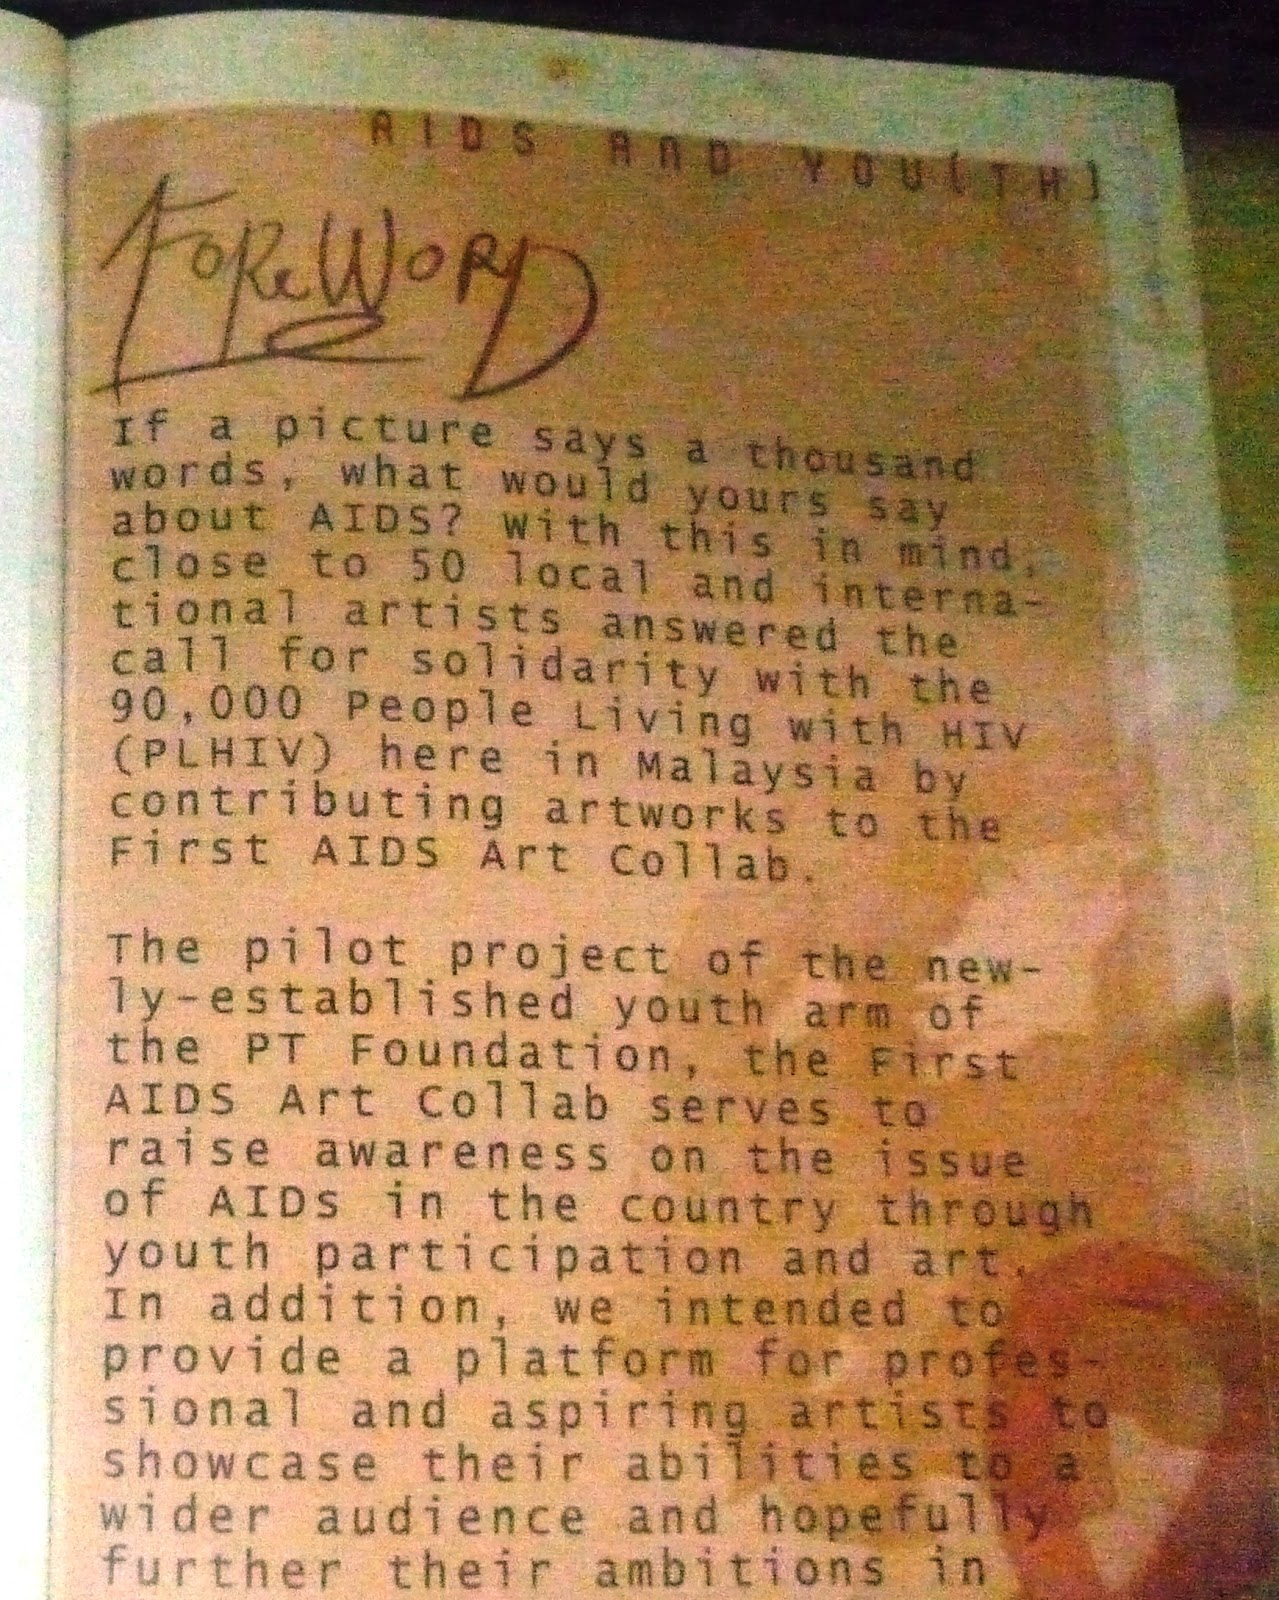 AIDS AND YOU(TH)
FOReWORD
If a picture says a thousand
words, what would yours say
about AIDS? With this in mind,
close to 50 local and interna-
tional artists answered the
call for solidarity with the
90,000 People Living with HIV
(PLHIV) here in Malaysia by
contributing artworks to the
First AIDS Art Collab.
The pilot project of the new-
ly-established youth arm of
the PT Foundation, the First
AIDS Art Collab serves to
raise awareness on the issue
of AIDs in the country through
youth participation and art.
In addition, we intended to
provide a platform for profes-
sional and aspiring artists to
showcase their abilities to a
wider audience and hopefully
further their ambitions in